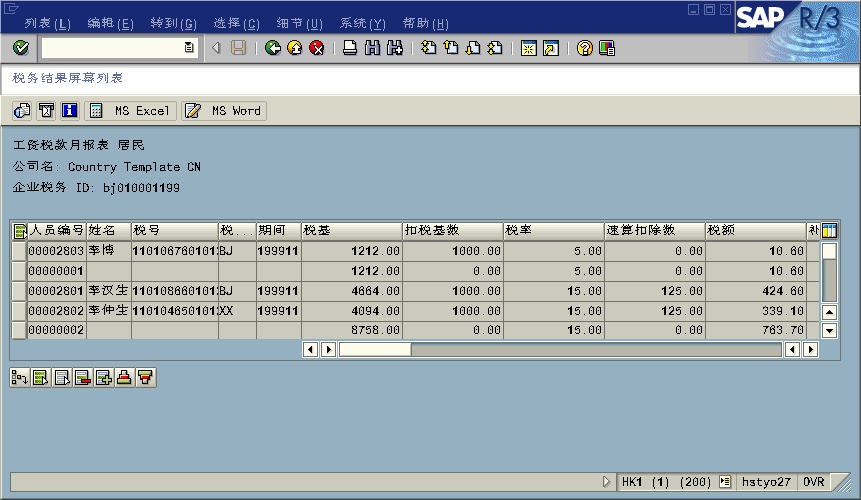 列表(L) 编辑(E) 转到(G) 选择(C) 细节(U) 系统(Y) 帮助(H)
SAP R/3
税务结果屏幕列表
MS Excel MS Word
工资税款月报表 居民
公司名: Country Template CN
企业税务 ID: bj010001199
人员编号 姓名 税号 税... 期间 税基 扣税基数 税率 速算扣除数 税额 补
00002803 李博 1101067601012 BJ 199911 1212.00 1000.00 5.00 0.00 10.60
00000001 1212.00 0.00 5.00 0.00 10.60
00002801 李汉生 1101086601012 BJ 199911 4664.00 1000.00 15.00 125.00 424.60
00002802 李仲生 1101046501012 XX 199911 4094.00 1000.00 15.00 125.00 339.10
00000002 8758.00 0.00 15.00 0.00 763.70
HK1 (1) (200) hstyo27 OVR